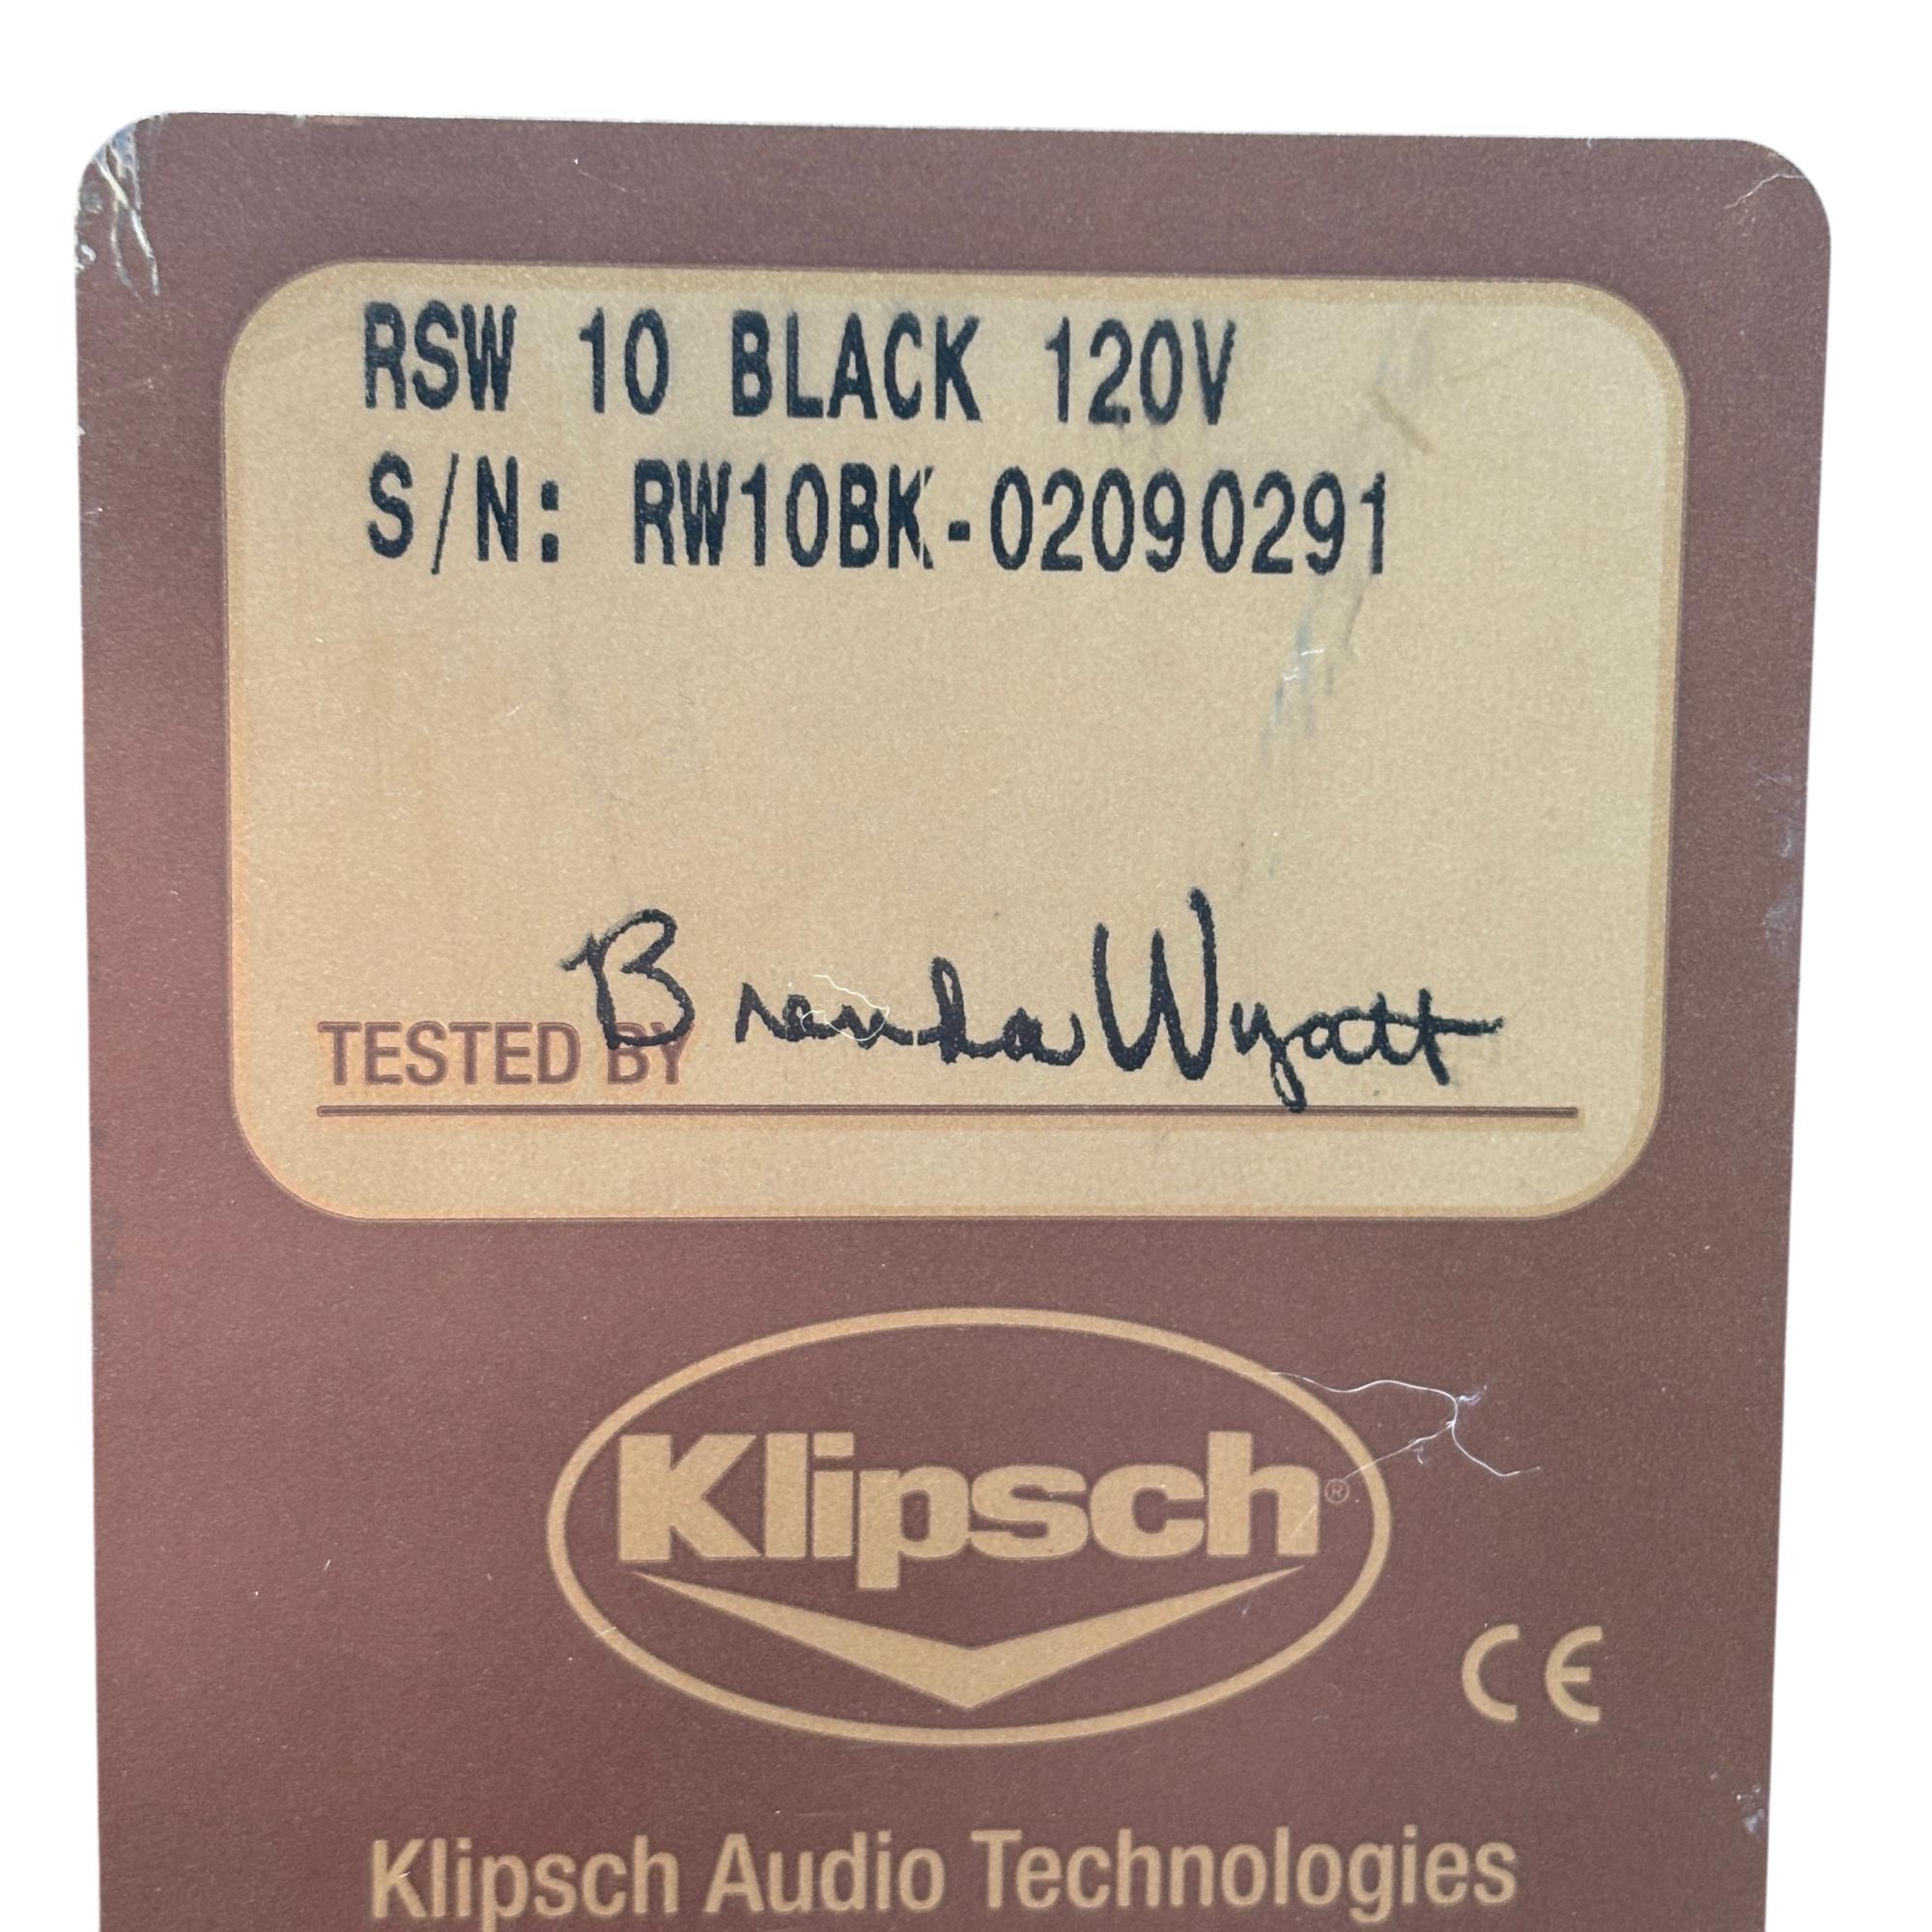 RSW 10 BLACK 120V
S/N: RW10BK-02090291
Brenda Wyatt
TESTED BY
Klipsch®
CE
Klipsch Audio Technologies